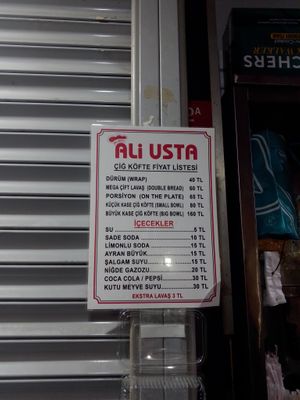 CHERS
ALi USTA
ÇİĞ KÖFTE FİYAT LİSTESİ
DÜRÜM (WRAP) 40 TL
MEGA ÇİFT LAVAŞ (DOUBLE BREAD) 60 TL
PORSİYON (ON THE PLATE) 65 TL
KÜÇÜK KASE ÇİĞ KÖFTE (SMALL BOWL) 80 TL
BÜYÜK KASE ÇİĞ KÖFTE (BIG BOWL) 160 TL
İÇECEKLER
SU 5 TL
SADE SODA 10 TL
LİMONLU SODA 15 TL
AYRAN BÜYÜK 15 TL
ŞALGAM SUYU 15 TL
NİĞDE GAZOZU 20 TL
COCA COLA / PEPSİ 30 TL
KUTU MEYVE SUYU 30 TL
EKSTRA LAVAŞ 3 TL